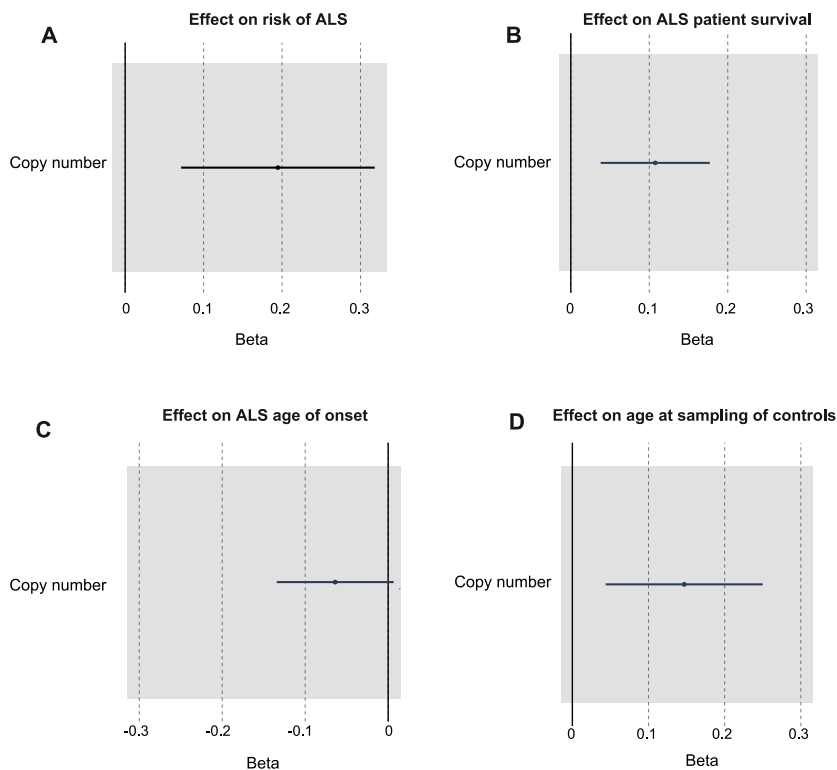 A
Effect on risk of ALS
Copy number
0 0.1 0.2 0.3
Beta
B
Effect on ALS patient survival
Copy number
0 0.1 0.2 0.3
Beta
C
Effect on ALS age of onset
Copy number
-0.3 -0.2 -0.1 0
Beta
D
Effect on age at sampling of controls
Copy number
0 0.1 0.2 0.3
Beta